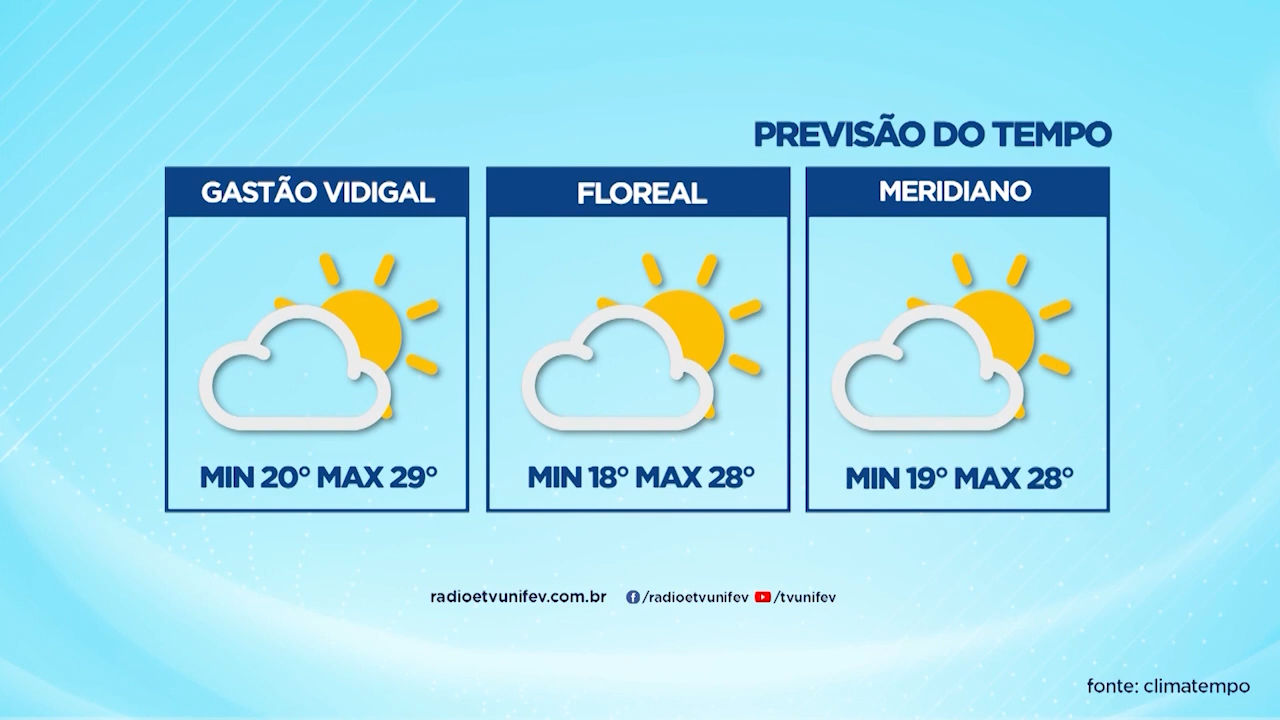 PREVISÃO DO TEMPO
GASTÃO VIDIGAL
MIN 20° MAX 29°
FLOREAL
MIN 18° MAX 28°
MERIDIANO
MIN 19° MAX 28°
radioetvunifev.com.br /radioetvunifev /tvunifev
fonte: climatempo